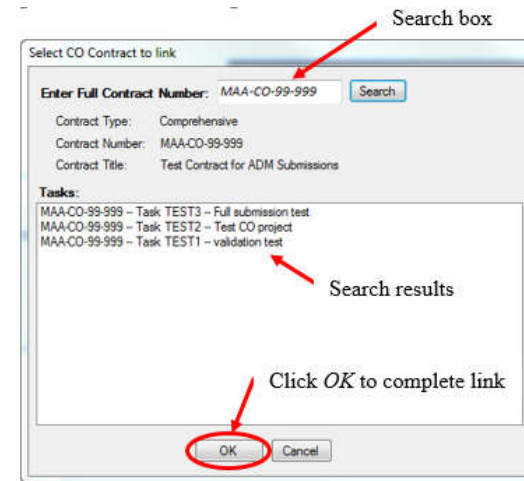 Search box
Select CO Contract to link
Enter Full Contract Number: MAA-CO-99-999 Search
Contract Type: Comprehensive
Contract Number: MAA-CO-99-999
Contract Title: Test Contract for ADM Submissions
Tasks:
MAA-CO-99-999 -- Task TEST3 -- Full submission test
MAA-CO-99-999 -- Task TEST2 -- Test CO project
MAA-CO-99-999 -- Task TEST1 -- validation test
Search results
Click OK to complete link
OK Cancel